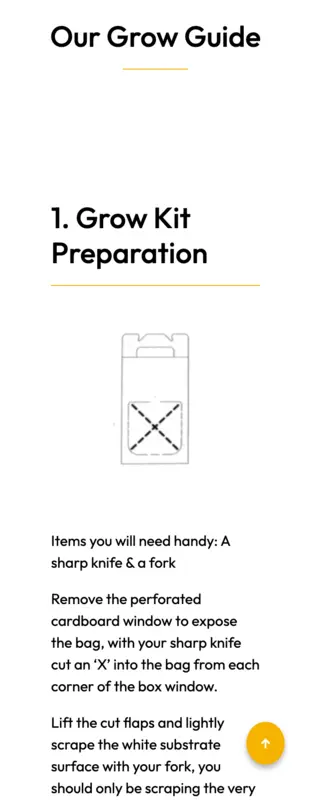 Our Grow Guide
1. Grow Kit
Preparation
Items you will need handy: A
sharp knife & a fork
Remove the perforated
cardboard window to expose
the bag, with your sharp knife
cut an ‘X’ into the bag from each
corner of the box window.
Lift the cut flaps and lightly
scrape the white substrate
surface with your fork, you
should only be scraping the very